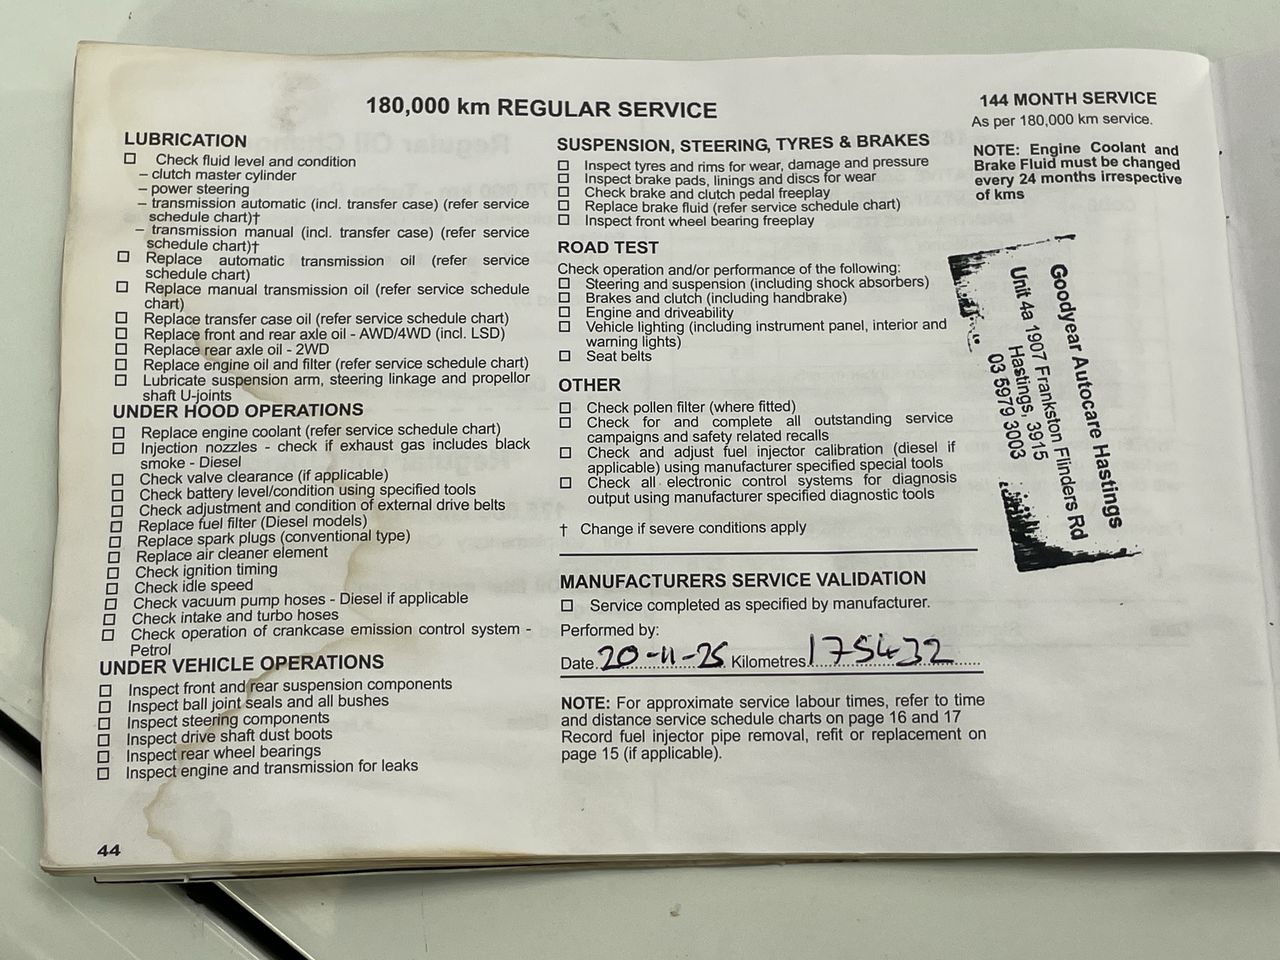 180,000 km REGULAR SERVICE
LUBRICATION
Check fluid level and condition
– clutch master cylinder
– power steering
– transmission automatic (incl. transfer case) (refer service
schedule chart)†
– transmission manual (incl. transfer case) (refer service
schedule chart)†
Replace automatic transmission oil (refer service
schedule chart)
Replace manual transmission oil (refer service schedule
chart)
Replace transfer case oil (refer service schedule chart)
Replace front and rear axle oil - AWD/4WD (incl. LSD)
Replace rear axle oil - 2WD
Replace engine oil and filter (refer service schedule chart)
Lubricate suspension arm, steering linkage and propellor
shaft U-joints
UNDER HOOD OPERATIONS
Replace engine coolant (refer service schedule chart)
Injection nozzles - check if exhaust gas includes black
smoke - Diesel
Check valve clearance (if applicable)
Check battery level/condition using specified tools
Check adjustment and condition of external drive belts
Replace fuel filter (Diesel models)
Replace spark plugs (conventional type)
Replace air cleaner element
Check ignition timing
Check idle speed
Check vacuum pump hoses - Diesel if applicable
Check intake and turbo hoses
Check operation of crankcase emission control system -
Petrol
UNDER VEHICLE OPERATIONS
Inspect front and rear suspension components
Inspect ball joint seals and all bushes
Inspect steering components
Inspect drive shaft dust boots
Inspect rear wheel bearings
Inspect engine and transmission for leaks
44
SUSPENSION, STEERING, TYRES & BRAKES
Inspect tyres and rims for wear, damage and pressure
Inspect brake pads, linings and discs for wear
Check brake and clutch pedal freeplay
Replace brake fluid (refer service schedule chart)
Inspect front wheel bearing freeplay
ROAD TEST
Check operation and/or performance of the following:
Steering and suspension (including shock absorbers)
Brakes and clutch (including handbrake)
Engine and driveability
Vehicle lighting (including instrument panel, interior and
warning lights)
Seat belts
OTHER
Check pollen filter (where fitted)
Check for and complete all outstanding service
campaigns and safety related recalls
Check and adjust fuel injector calibration (diesel if
applicable) using manufacturer specified special tools
Check all electronic control systems for diagnosis
output using manufacturer specified diagnostic tools
† Change if severe conditions apply
MANUFACTURERS SERVICE VALIDATION
Service completed as specified by manufacturer.
Performed by:
Date 20-11-25 Kilometres 175432
NOTE: For approximate service labour times, refer to time
and distance service schedule charts on page 16 and 17
Record fuel injector pipe removal, refit or replacement on
page 15 (if applicable).
144 MONTH SERVICE
As per 180,000 km service.
NOTE: Engine Coolant and
Brake Fluid must be changed
every 24 months irrespective
of kms
Goodyear Autocare Hastings
Unit 4a 1907 Frankston Flinders Rd
Hastings, 3915
03 5979 3003